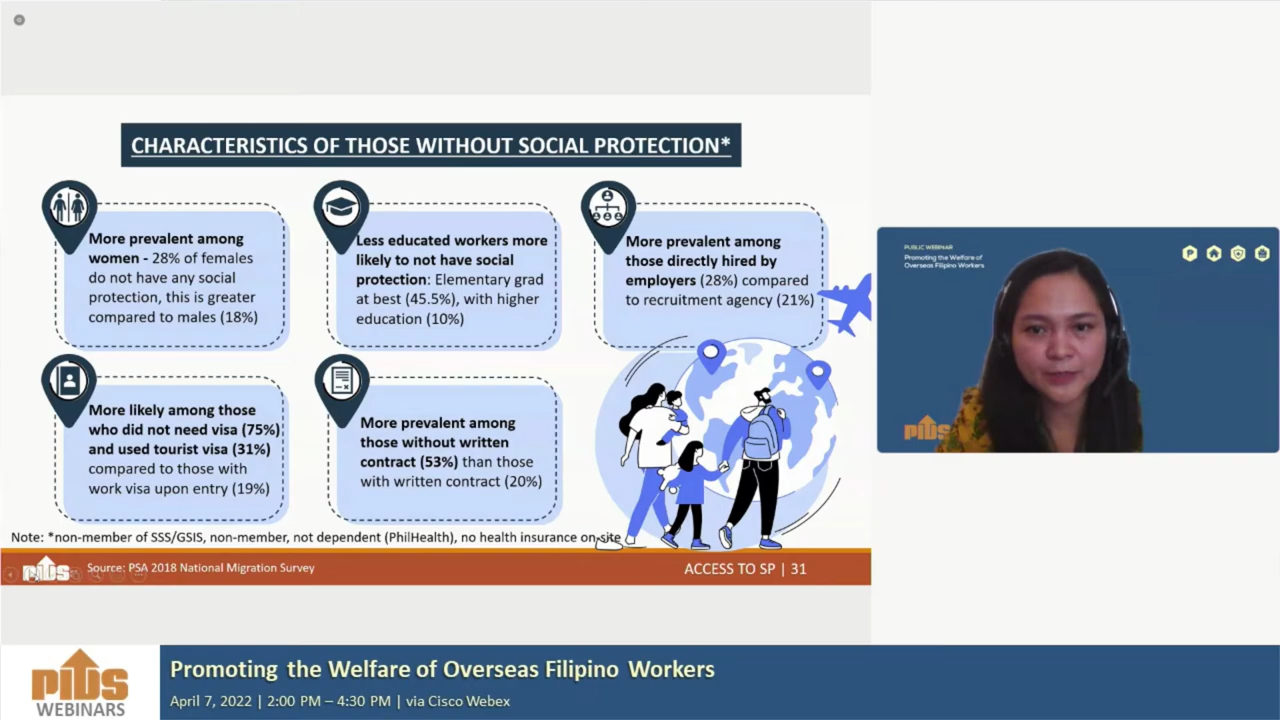 CHARACTERISTICS OF THOSE WITHOUT SOCIAL PROTECTION*
More prevalent among
women - 28% of females
do not have any social
protection, this is greater
compared to males (18%)
Less educated workers more
likely to not have social
protection: Elementary grad
at best (45.5%), with higher
education (10%)
More prevalent among
those directly hired by
employers (28%) compared
to recruitment agency (21%)
More likely among those
who did not need visa (75%)
and used tourist visa (31%)
compared to those with
work visa upon entry (19%)
More prevalent among
those without written
contract (53%) than those
with written contract (20%)
Note: *non-member of SSS/GSIS, non-member, not dependent (PhilHealth), no health insurance on-site
PIDS
Source: PSA 2018 National Migration Survey
ACCESS TO SP | 31
PUBLIC WEBINAR
Promoting the Welfare of
Overseas Filipino Workers
P
PIDS
PIDS
WEBINARS
Promoting the Welfare of Overseas Filipino Workers
April 7, 2022 | 2:00 PM – 4:30 PM | via Cisco Webex